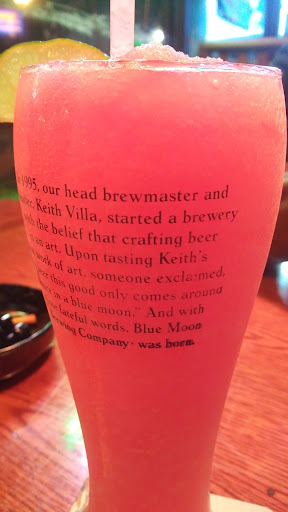 1995, our head brewmaster and
Keith Villa, started a brewery
the belief that crafting beer
an art. Upon tasting Keith's
work of art, someone exclaimed,
this good only comes around
in a blue moon." And with
fateful words, Blue Moon
Brewing Company - was born.